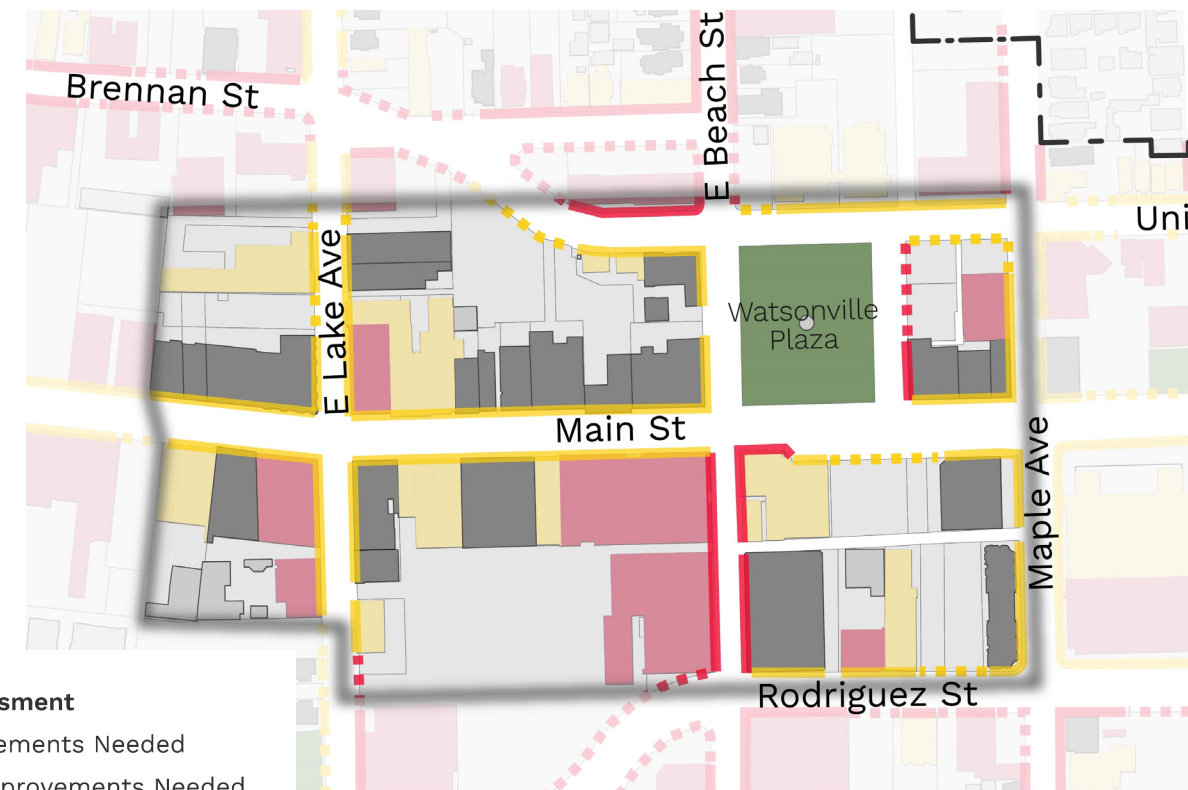 Brennan St
E Beach St
Uni
E Lake Ave
Watsonville
Plaza
Main St
Maple Ave
Rodriguez St
sment
ements Needed
provements Needed